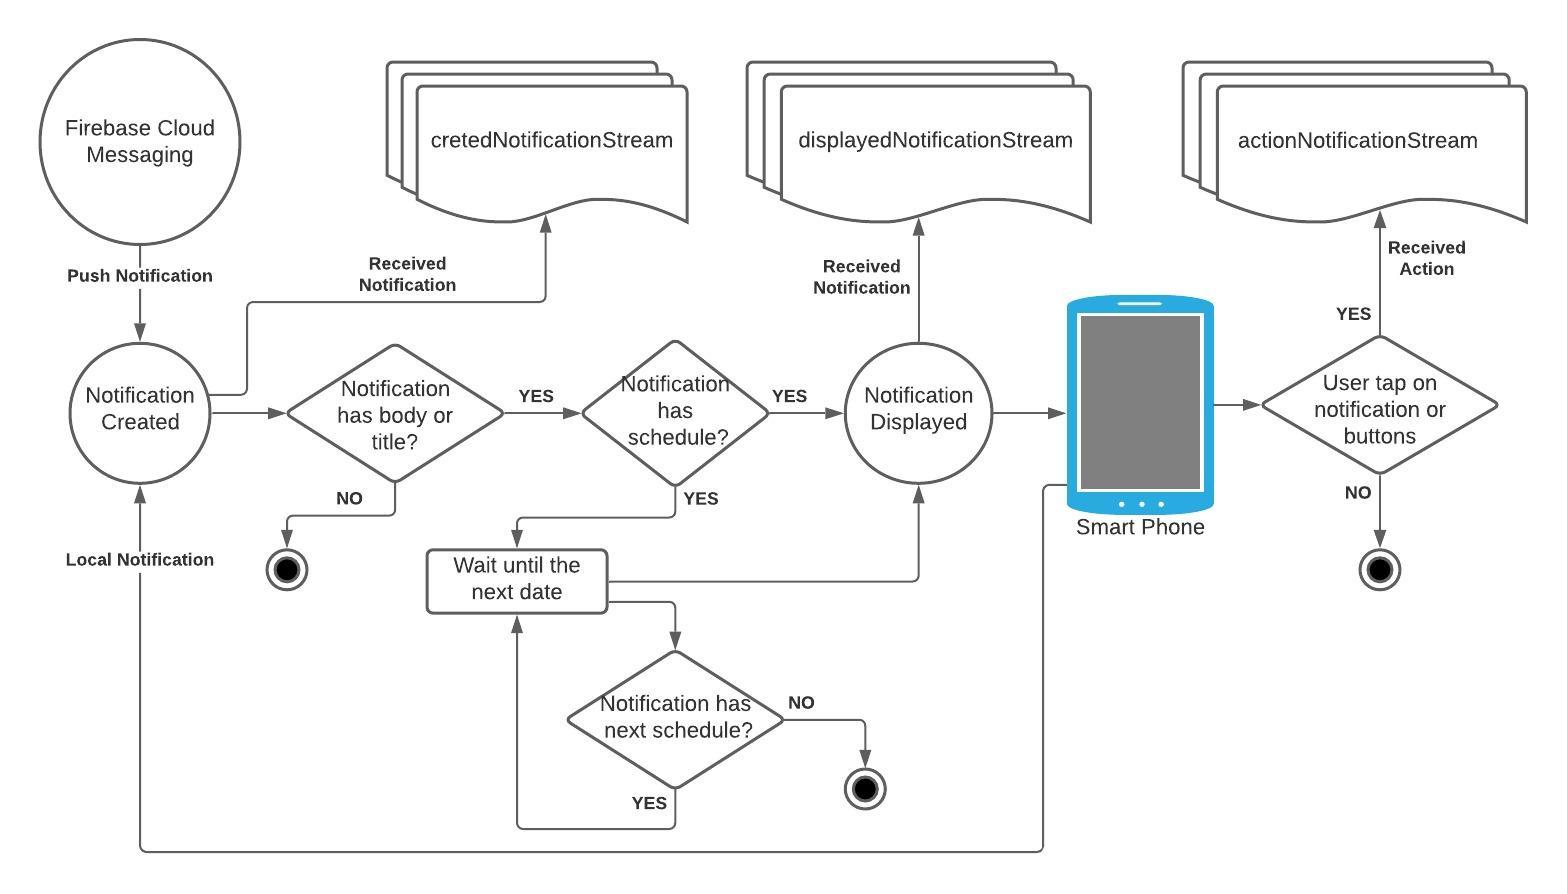 Firebase Cloud
Messaging
cretedNotificationStream
displayedNotificationStream
actionNotificationStream
Push Notification
Received
Notification
Received
Notification
Received
Action
YES
Notification
Created
Notification
has body or
title?
YES
Notification
has
schedule?
YES
Notification
Displayed
User tap on
notification or
buttons
NO
YES
NO
Smart Phone
Local Notification
Wait until the
next date
Notification has
next schedule?
NO
YES